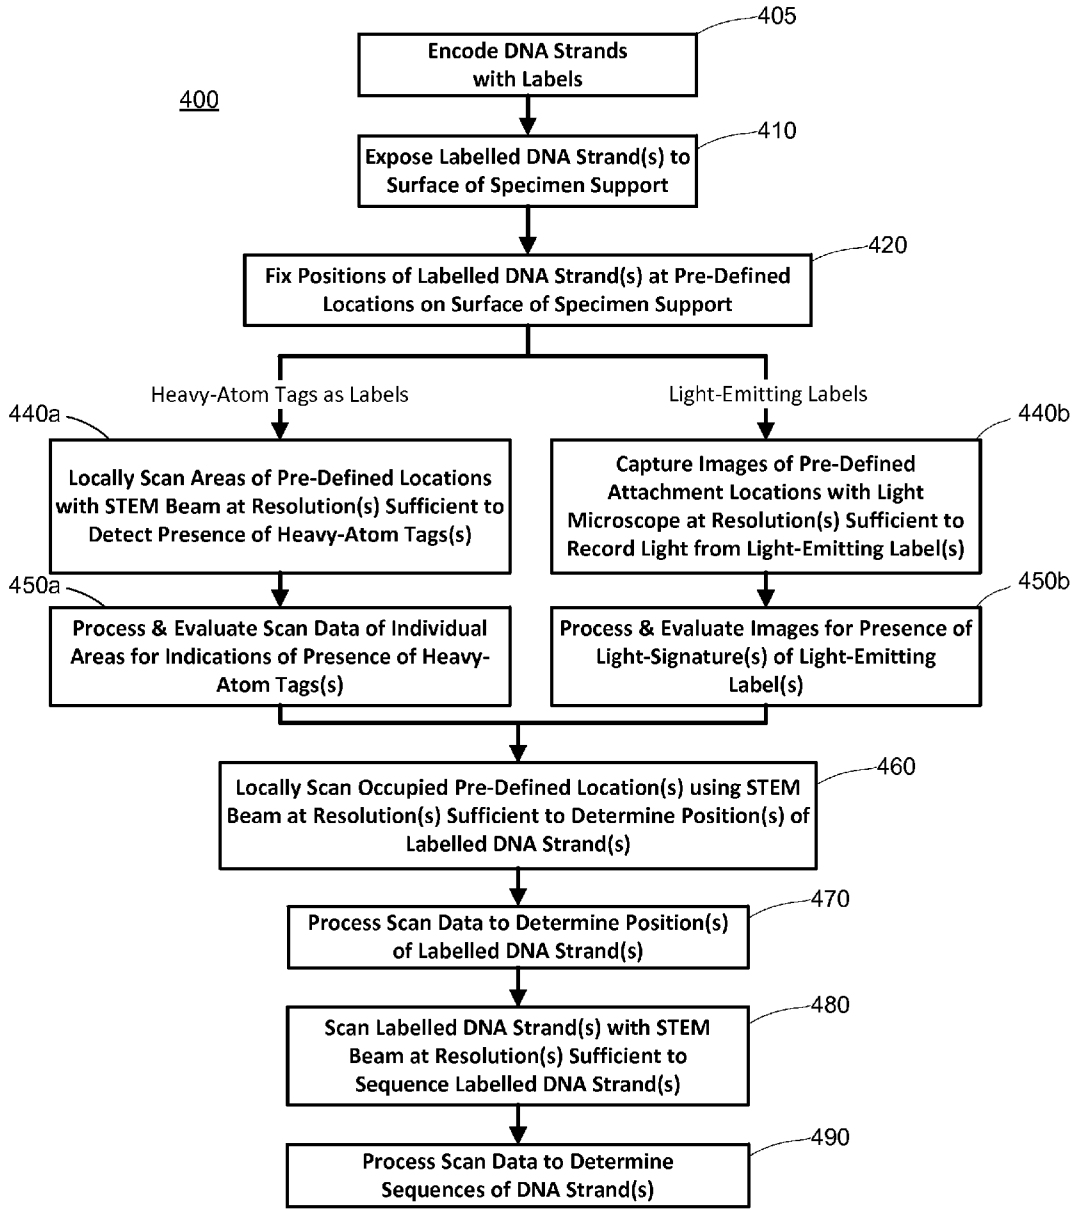 405
Encode DNA Strands
with Labels
400
410
Expose Labelled DNA Strand(s) to
Surface of Specimen Support
420
Fix Positions of Labelled DNA Strand(s) at Pre-Defined
Locations on Surface of Specimen Support
Heavy-Atom Tags as Labels
Light-Emitting Labels
440a
Locally Scan Areas of Pre-Defined Locations
with STEM Beam at Resolution(s) Sufficient to
Detect Presence of Heavy-Atom Tags(s)
440b
Capture Images of Pre-Defined
Attachment Locations with Light
Microscope at Resolution(s) Sufficient to
Record Light from Light-Emitting Label(s)
450a
Process & Evaluate Scan Data of Individual
Areas for Indications of Presence of Heavy-
Atom Tags(s)
450b
Process & Evaluate Images for Presence of
Light-Signature(s) of Light-Emitting
Label(s)
460
Locally Scan Occupied Pre-Defined Location(s) using STEM
Beam at Resolution(s) Sufficient to Determine Position(s) of
Labelled DNA Strand(s)
470
Process Scan Data to Determine Position(s)
of Labelled DNA Strand(s)
480
Scan Labelled DNA Strand(s) with STEM
Beam at Resolution(s) Sufficient to
Sequence Labelled DNA Strand(s)
490
Process Scan Data to Determine
Sequences of DNA Strand(s)